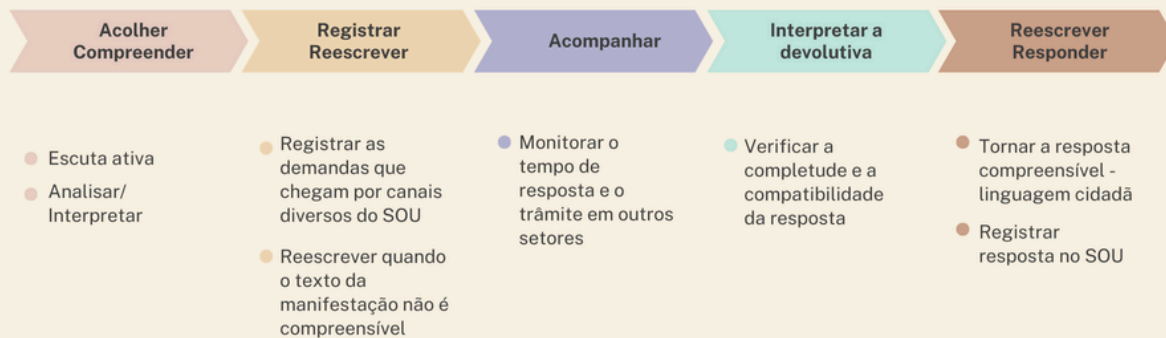 Acolher
Compreender
Registrar
Reescrever
Acompanhar
Interpretar a
devolutiva
Reescrever
Responder
Escuta ativa
Analisar/
Interpretar
Registrar as
demandas que
chegam por canais
diversos do SOU
Reescrever quando
o texto da
manifestação não é
compreensível
Monitorar o
tempo de
resposta e o
trâmite em outros
setores
Verificar a
completude e a
compatibilidade
da resposta
Tornar a resposta
compreensível -
linguagem cidadã
Registrar
resposta no SOU